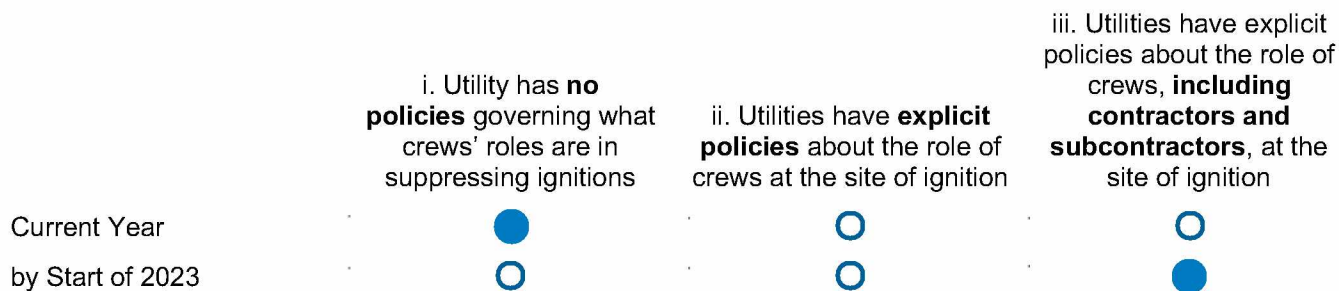 i. Utility has no
policies governing what
crews' roles are in
suppressing ignitions
ii. Utilities have explicit
policies about the role of
crews at the site of ignition
iii. Utilities have explicit
policies about the role of
crews, including
contractors and
subcontractors, at the
site of ignition
Current Year
by Start of 2023